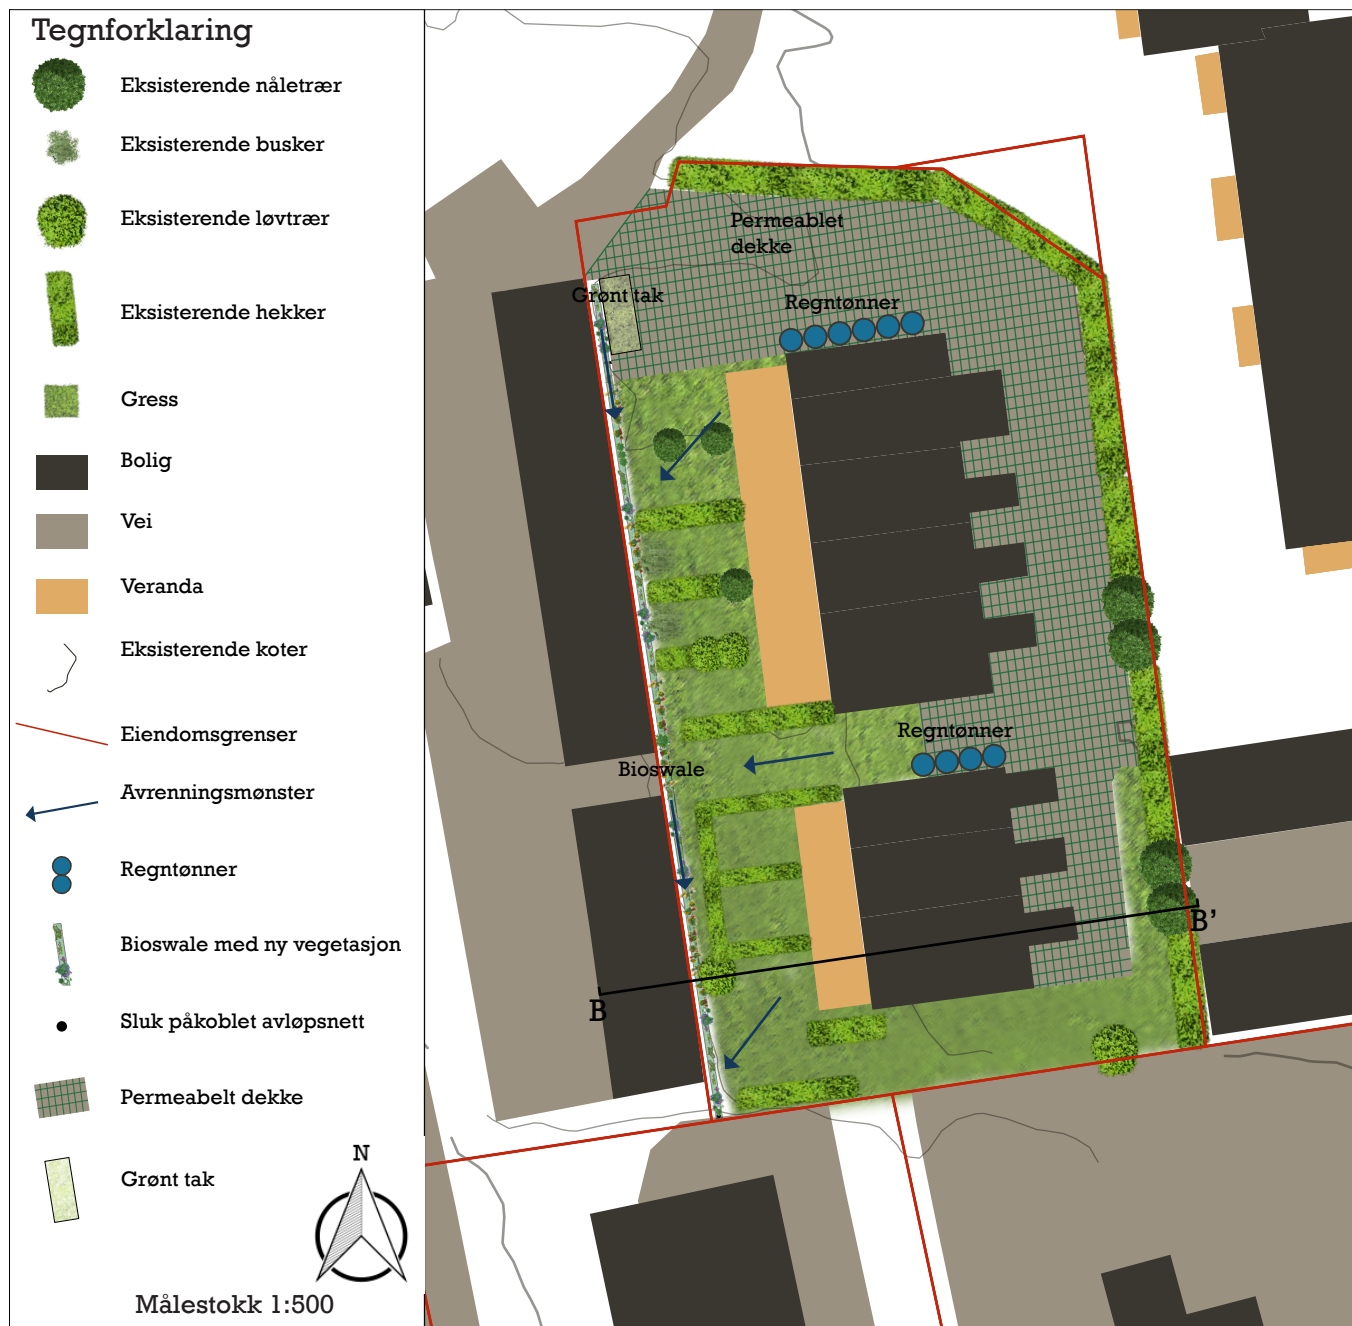 Tegnforklaring
Eksisterende nåletrær
Eksisterende busker
Eksisterende løvtrær
Eksisterende hekker
Gress
Bolig
Vei
Veranda
Eksisterende koter
Eiendomsgrenser
Avrenningsmønster
Regntønner
Bioswale med ny vegetasjon
Sluk påkoblet avløpsnett
Permeabelt dekke
Grønt tak
N
Målestokk 1:500
Permeablet
dekke
Grønt tak
Regntønner
Regntønner
Bioswale
B'
B